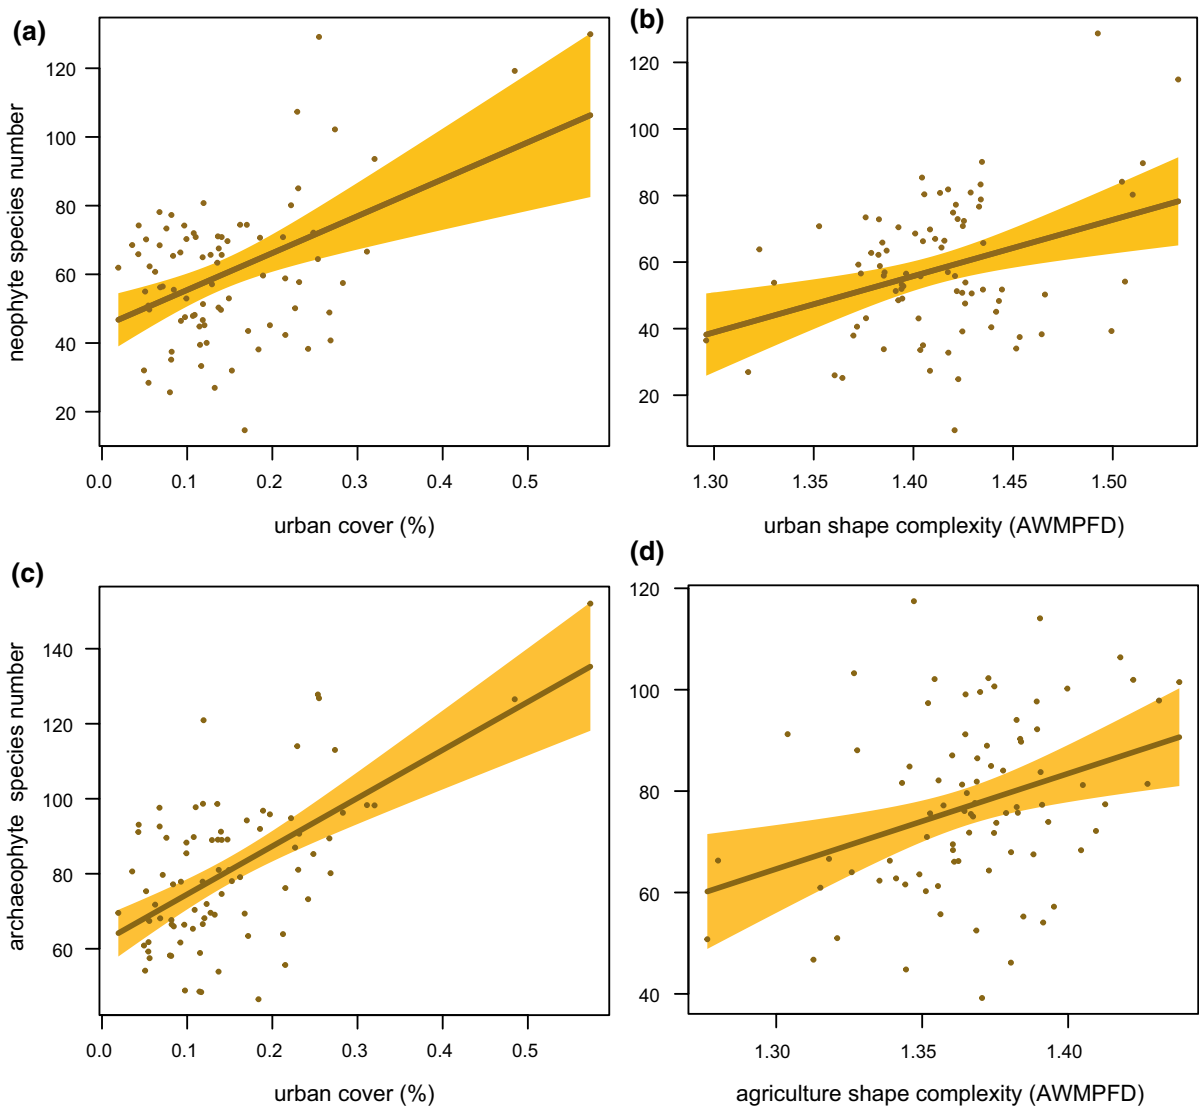 (a)
neophyte species number
120
100
80
60
40
20
0.0 0.1 0.2 0.3 0.4 0.5
urban cover (%)
(b)
120
100
80
60
40
20
1.30 1.35 1.40 1.45 1.50
urban shape complexity (AWMPFD)
(c)
archaeophyte species number
140
120
100
80
60
0.0 0.1 0.2 0.3 0.4 0.5
urban cover (%)
(d)
120
100
80
60
40
1.30 1.35 1.40
agriculture shape complexity (AWMPFD)